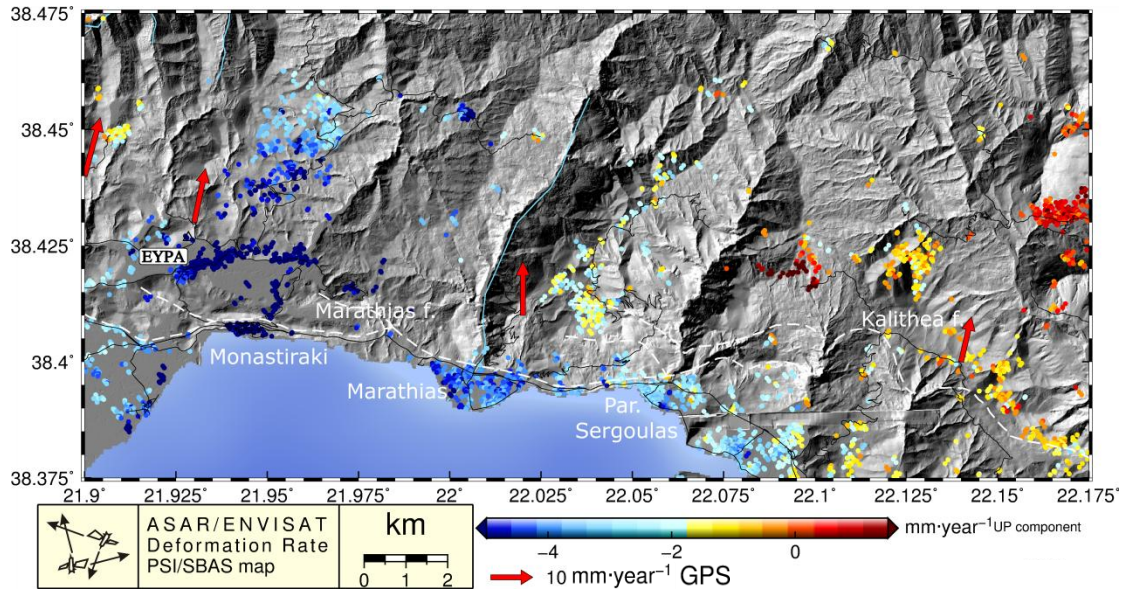 38.475°
38.45°
38.425°
38.4°
38.375°
EYPA
Marathias f.
Monastiraki
Marathias
Par.
Sergoulas
Kalithea f.
21.9° 21.925° 21.95° 21.975° 22° 22.025° 22.05° 22.075° 22.1° 22.125° 22.15° 22.175°
ASAR/ENVISAT
Deformation Rate
PSI/SBAS map
km
0 1 2
−4 −2 0
mm·year⁻¹ UP component
10 mm·year⁻¹ GPS